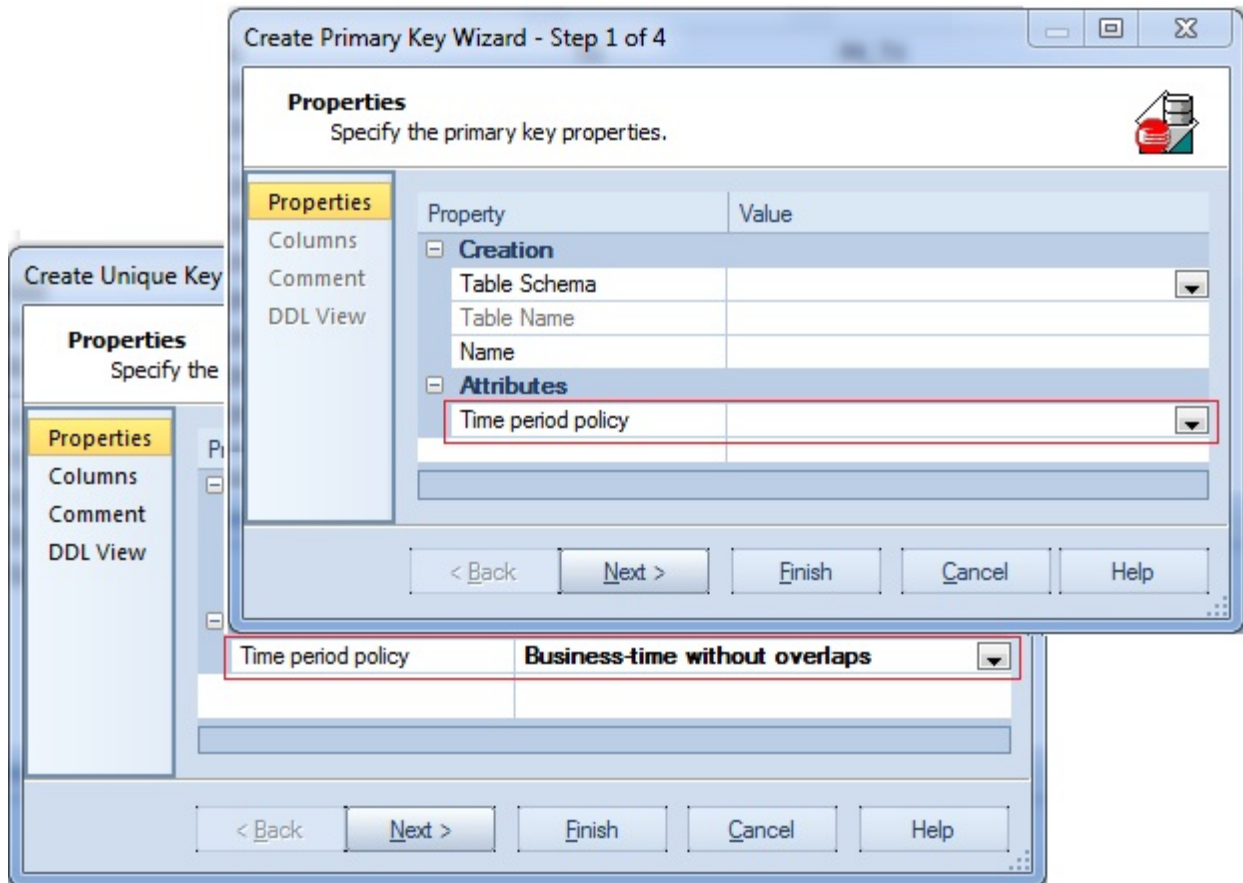 Create Primary Key Wizard - Step 1 of 4
Properties
Specify the primary key properties.
Properties
Columns
Comment
DDL View
Property Value
Creation
Table Schema
Table Name
Name
Attributes
Time period policy
< Back Next > Finish Cancel Help
Create Unique Key
Properties
Specify the
Properties
Columns
Comment
DDL View
Time period policy Business-time without overlaps
< Back Next > Finish Cancel Help